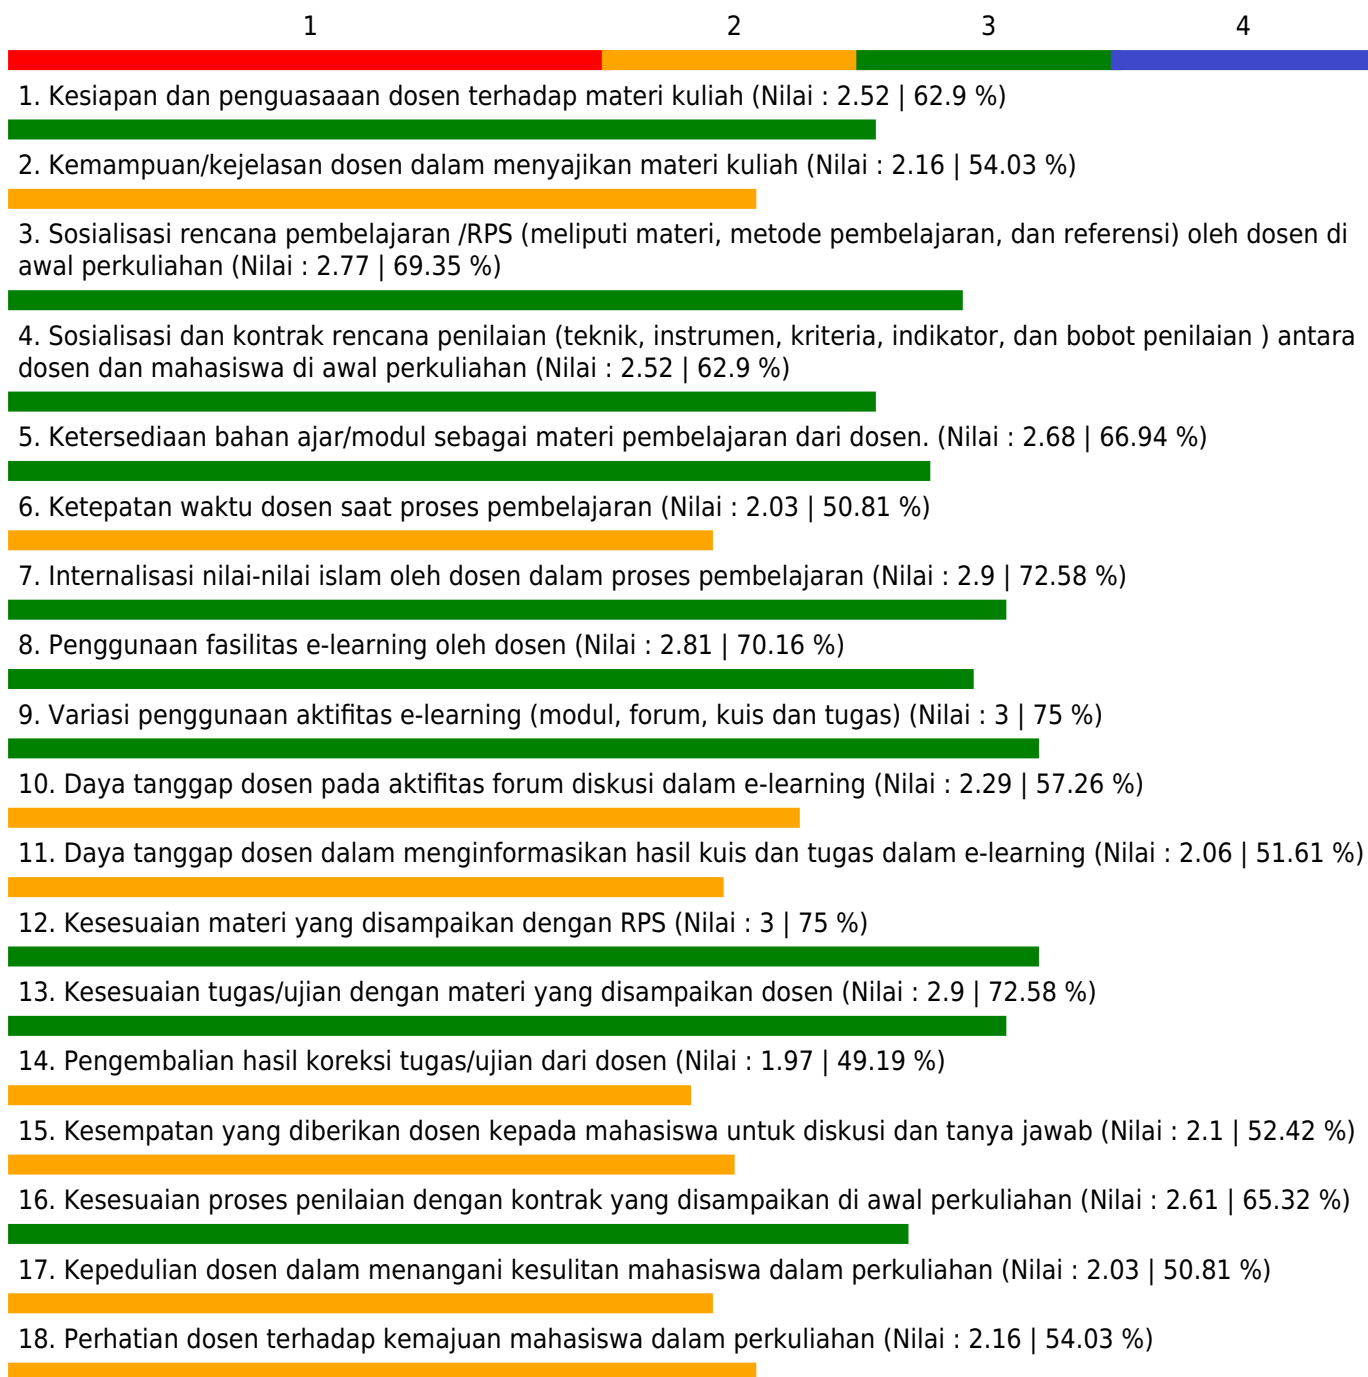 1 2 3 4
1. Kesiapan dan penguasaaan dosen terhadap materi kuliah (Nilai : 2.52 | 62.9 %)
2. Kemampuan/kejelasan dosen dalam menyajikan materi kuliah (Nilai : 2.16 | 54.03 %)
3. Sosialisasi rencana pembelajaran /RPS (meliputi materi, metode pembelajaran, dan referensi) oleh dosen di
awal perkuliahan (Nilai : 2.77 | 69.35 %)
4. Sosialisasi dan kontrak rencana penilaian (teknik, instrumen, kriteria, indikator, dan bobot penilaian ) antara
dosen dan mahasiswa di awal perkuliahan (Nilai : 2.52 | 62.9 %)
5. Ketersediaan bahan ajar/modul sebagai materi pembelajaran dari dosen. (Nilai : 2.68 | 66.94 %)
6. Ketepatan waktu dosen saat proses pembelajaran (Nilai : 2.03 | 50.81 %)
7. Internalisasi nilai-nilai islam oleh dosen dalam proses pembelajaran (Nilai : 2.9 | 72.58 %)
8. Penggunaan fasilitas e-learning oleh dosen (Nilai : 2.81 | 70.16 %)
9. Variasi penggunaan aktifitas e-learning (modul, forum, kuis dan tugas) (Nilai : 3 | 75 %)
10. Daya tanggap dosen pada aktifitas forum diskusi dalam e-learning (Nilai : 2.29 | 57.26 %)
11. Daya tanggap dosen dalam menginformasikan hasil kuis dan tugas dalam e-learning (Nilai : 2.06 | 51.61 %)
12. Kesesuaian materi yang disampaikan dengan RPS (Nilai : 3 | 75 %)
13. Kesesuaian tugas/ujian dengan materi yang disampaikan dosen (Nilai : 2.9 | 72.58 %)
14. Pengembalian hasil koreksi tugas/ujian dari dosen (Nilai : 1.97 | 49.19 %)
15. Kesempatan yang diberikan dosen kepada mahasiswa untuk diskusi dan tanya jawab (Nilai : 2.1 | 52.42 %)
16. Kesesuaian proses penilaian dengan kontrak yang disampaikan di awal perkuliahan (Nilai : 2.61 | 65.32 %)
17. Kepedulian dosen dalam menangani kesulitan mahasiswa dalam perkuliahan (Nilai : 2.03 | 50.81 %)
18. Perhatian dosen terhadap kemajuan mahasiswa dalam perkuliahan (Nilai : 2.16 | 54.03 %)